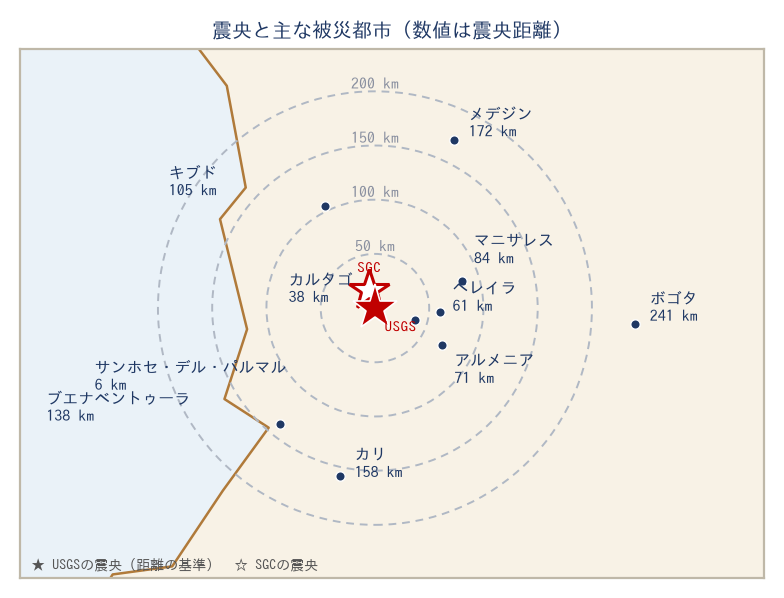 震央と主な被災都市（数値は震央距離）
200 km
メデジン
172 km
150 km
キブド
105 km
100 km
マニサレス
84 km
50 km
SGC
カルタゴ
38 km
ペレイラ
61 km
ボゴタ
241 km
USGS
アルメニア
71 km
サンホセ・デル・パルマル
6 km
ブエナベントゥーラ
138 km
カリ
158 km
★ USGSの震央（距離の基準） ☆ SGCの震央